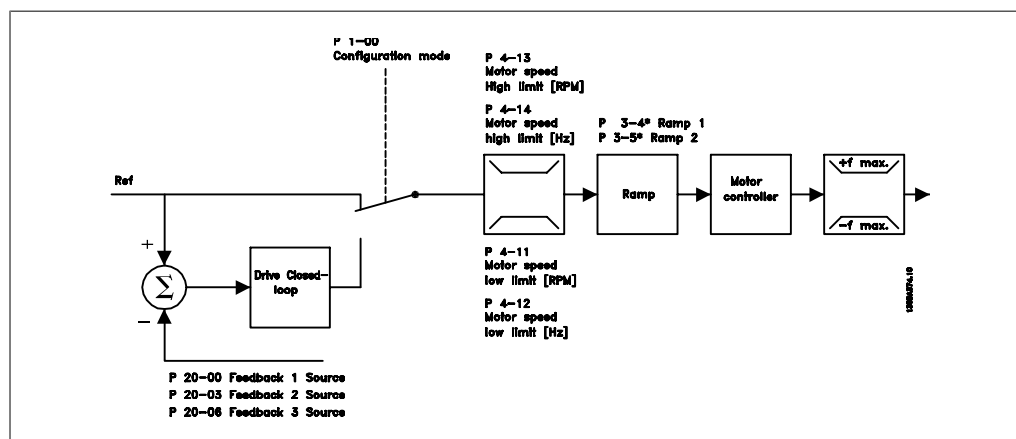 P 1-00
Configuration mode
P 4-13
Motor speed
High limit [RPM]
P 4-14
Motor speed
high limit [Hz]
P 3-4* Ramp 1
P 3-5* Ramp 2
Ref
+f max.
Ramp
Motor
controller
-f max.
+
Drive Closed-
loop
Σ
−
P 4-11
Motor speed
low limit [RPM]
P 4-12
Motor speed
low limit [Hz]
P 20-00 Feedback 1 Source
P 20-03 Feedback 2 Source
P 20-06 Feedback 3 Source